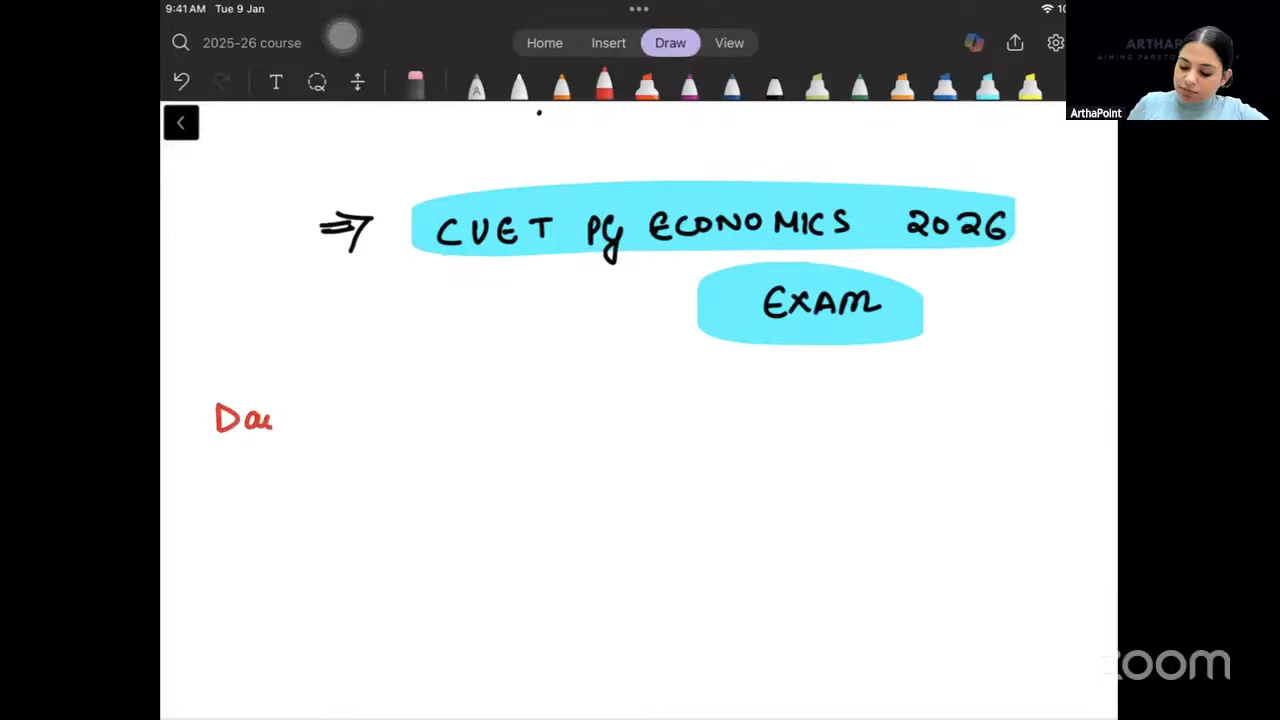 9:41 AM Tue 9 Jan
2025-26 course
Home Insert Draw View
T
A
ArthaPoint
⇒ CUET PG ECONOMICS 2026
EXAM
zoom